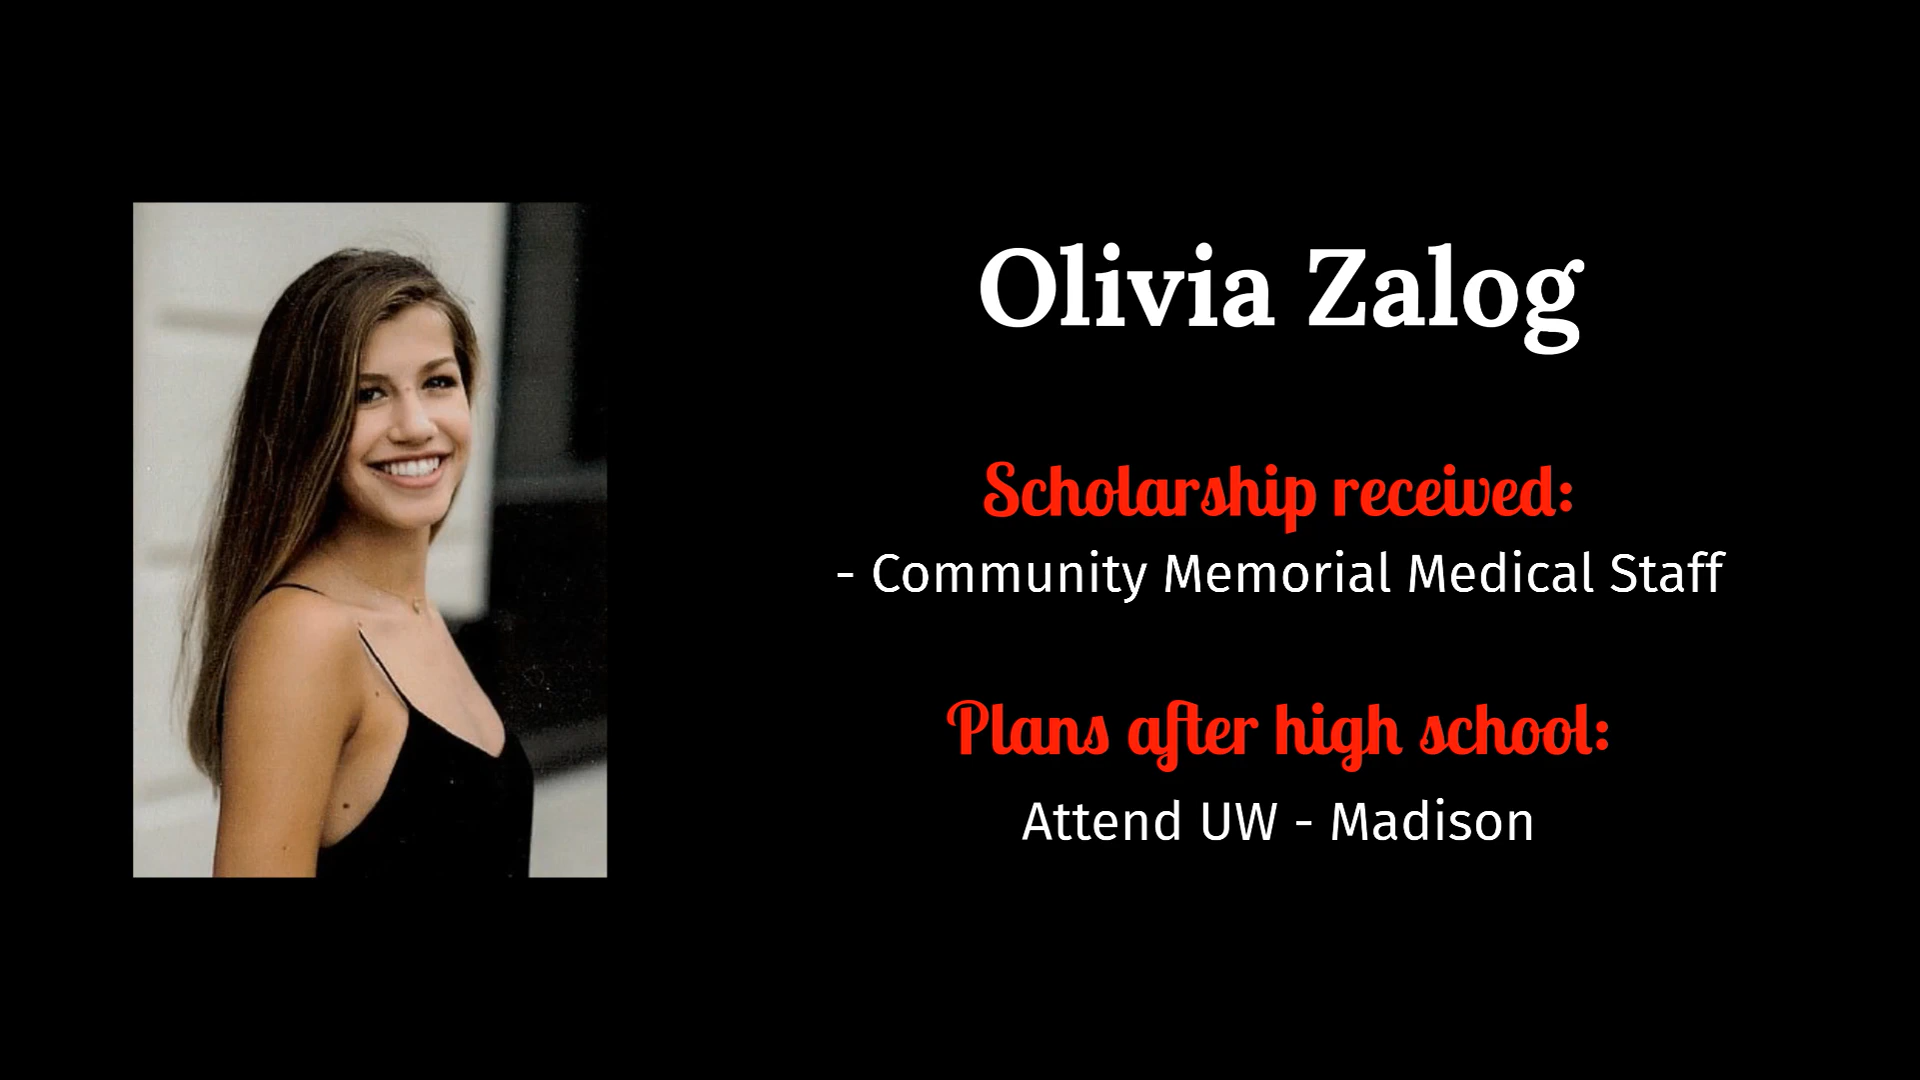 Olivia Zalog
Scholarship received:
- Community Memorial Medical Staff
Plans after high school:
Attend UW - Madison